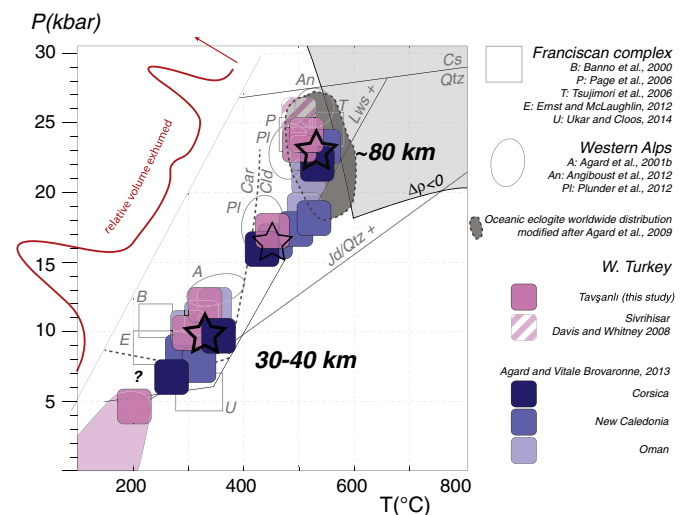 P(kbar)
30
25
20
15
10
5
200
400
600
800
T(°C)
relative volume exhumed
An
Cs
Qtz
T
P
PI
Lws +
~80 km
Car
Cld
Δρ<0
PI
Jd/Qtz +
A
B
E
?
30-40 km
U
Franciscan complex
B: Banno et al., 2000
P: Page et al., 2006
T: Tsujimori et al., 2006
E: Ernst and McLaughlin, 2012
U: Ukar and Cloos, 2014
Western Alps
A: Agard et al., 2001b
An: Angiboust et al., 2012
PI: Plunder et al., 2012
Oceanic eclogite worldwide distribution
modified after Agard et al., 2009
W. Turkey
Tavşanlı (this study)
Sivrihisar
Davis and Whitney 2008
Agard and Vitale Brovaronne, 2013
Corsica
New Caledonia
Oman